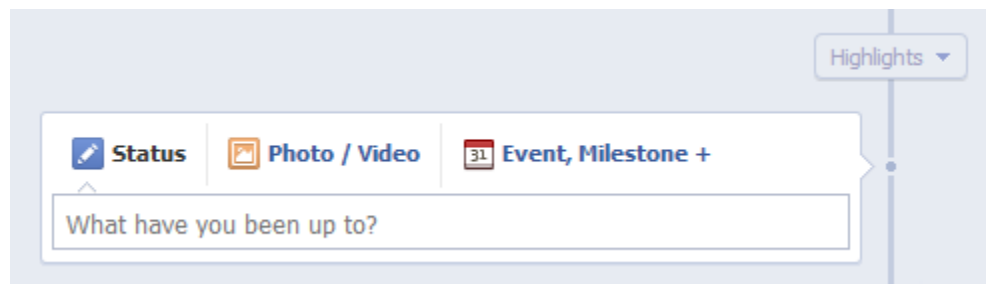 Highlights
Status Photo / Video 31 Event, Milestone +
What have you been up to?